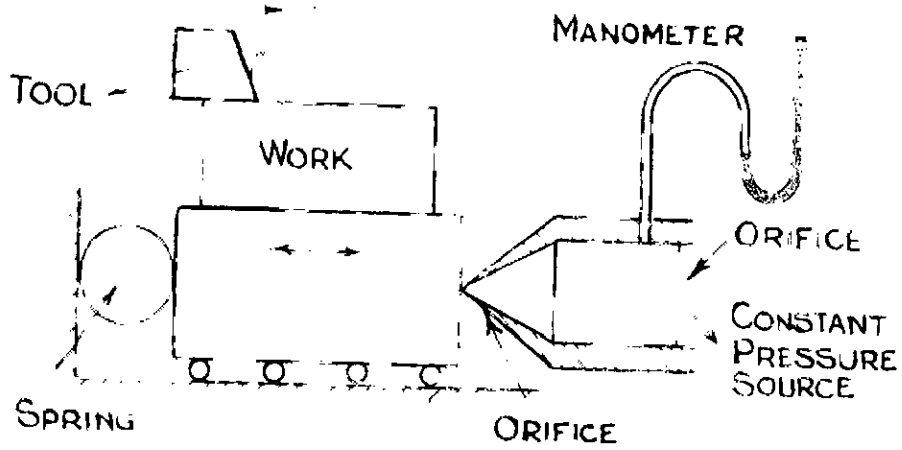 MANOMETER
TOOL
WORK
ORIFICE
CONSTANT
PRESSURE
SOURCE
SPRING
ORIFICE